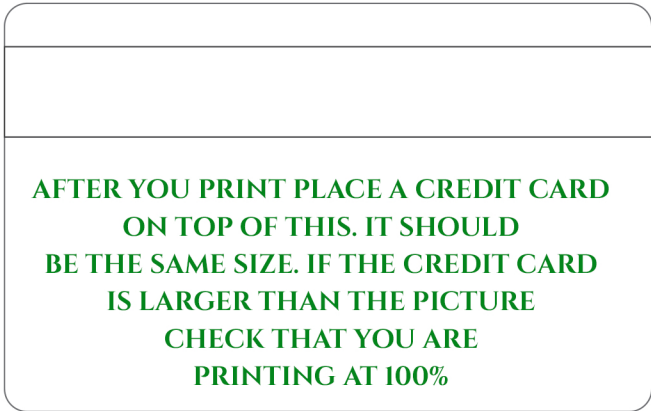 AFTER YOU PRINT PLACE A CREDIT CARD
ON TOP OF THIS. IT SHOULD
BE THE SAME SIZE. IF THE CREDIT CARD
IS LARGER THAN THE PICTURE
CHECK THAT YOU ARE
PRINTING AT 100%